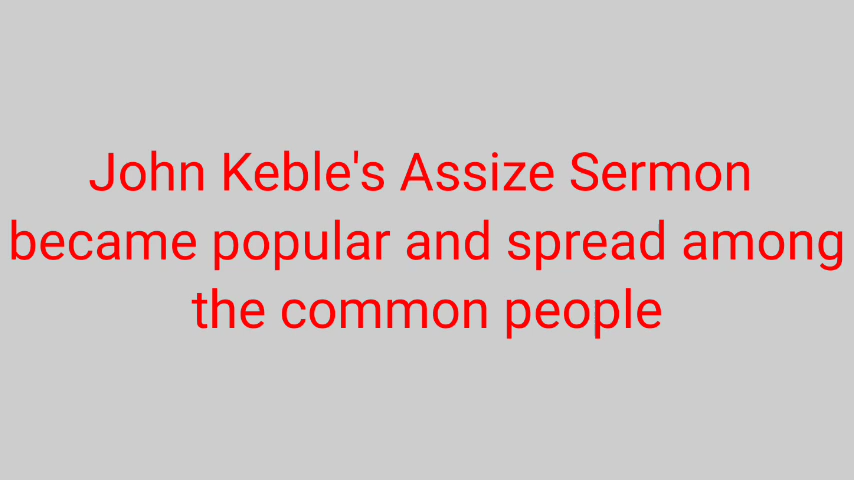 John Keble's Assize Sermon
became popular and spread among
the common people